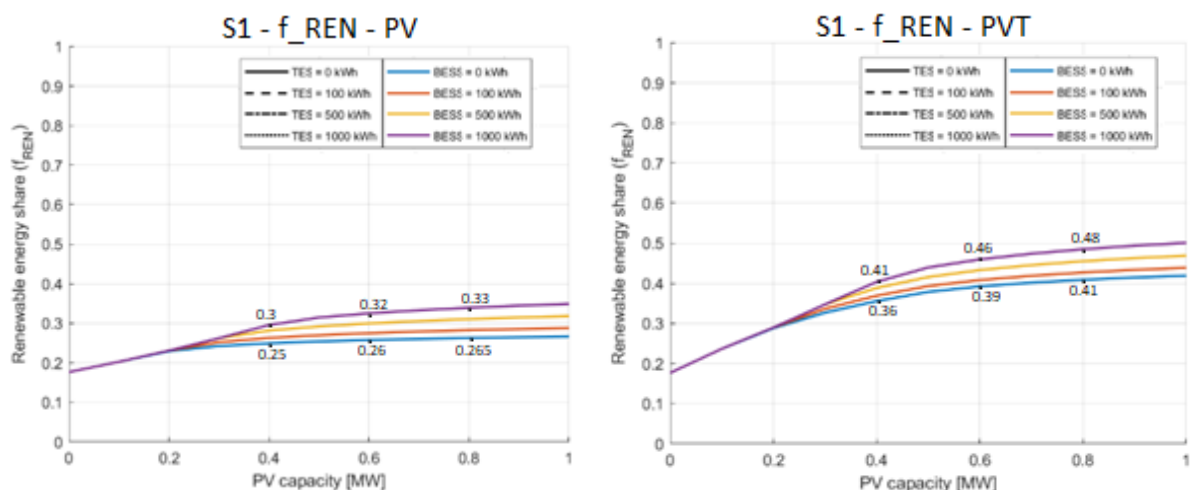 S1 - f_REN - PV
Renewable energy share (f_REN)
1
0.9
0.8
0.7
0.6
0.5
0.4
0.3
0.2
0.1
0
TES = 0 kWh BESS = 0 kWh
TES = 100 kWh BESS = 100 kWh
TES = 500 kWh BESS = 500 kWh
TES = 1000 kWh BESS = 1000 kWh
0.3 0.32 0.33
0.25 0.26 0.265
0 0.2 0.4 0.6 0.8 1
PV capacity [MW]
S1 - f_REN - PVT
Renewable energy share (f_REN)
1
0.9
0.8
0.7
0.6
0.5
0.4
0.3
0.2
0.1
0
TES = 0 kWh BESS = 0 kWh
TES = 100 kWh BESS = 100 kWh
TES = 500 kWh BESS = 500 kWh
TES = 1000 kWh BESS = 1000 kWh
0.41 0.46 0.48
0.36 0.39 0.41
0 0.2 0.4 0.6 0.8 1
PV capacity [MW]